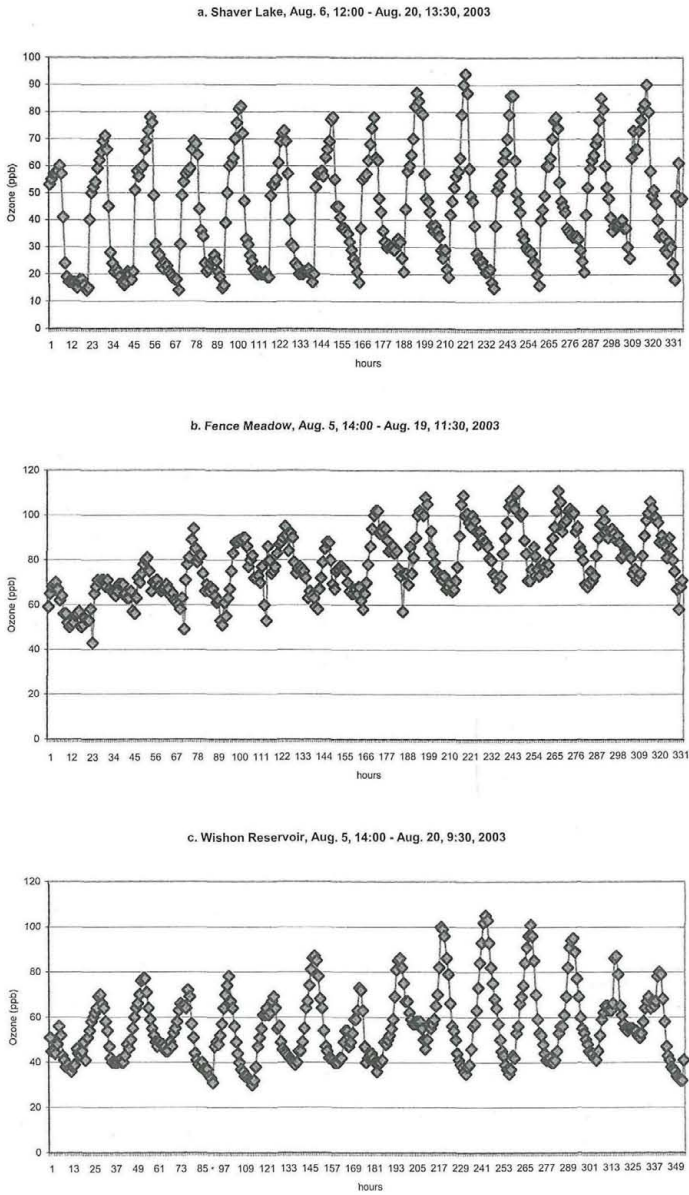 a. Shaver Lake, Aug. 6, 12:00 - Aug. 20, 13:30, 2003
100
90
80
70
60
50
40
30
20
10
0
Ozone (ppb)
1 12 23 34 45 56 67 78 89 100 111 122 133 144 155 166 177 188 199 210 221 232 243 254 265 276 287 298 309 320 331
hours
b. Fence Meadow, Aug. 5, 14:00 - Aug. 19, 11:30, 2003
120
100
80
60
40
20
0
Ozone (ppb)
1 12 23 34 45 56 67 78 89 100 111 122 133 144 155 166 177 188 199 210 221 232 243 254 265 276 287 298 309 320 331
hours
c. Wishon Reservoir, Aug. 5, 14:00 - Aug. 20, 9:30, 2003
120
100
80
60
40
20
0
Ozone (ppb)
1 13 25 37 49 61 73 85 97 109 121 133 145 157 169 181 193 205 217 229 241 253 265 277 289 301 313 325 337 349
hours